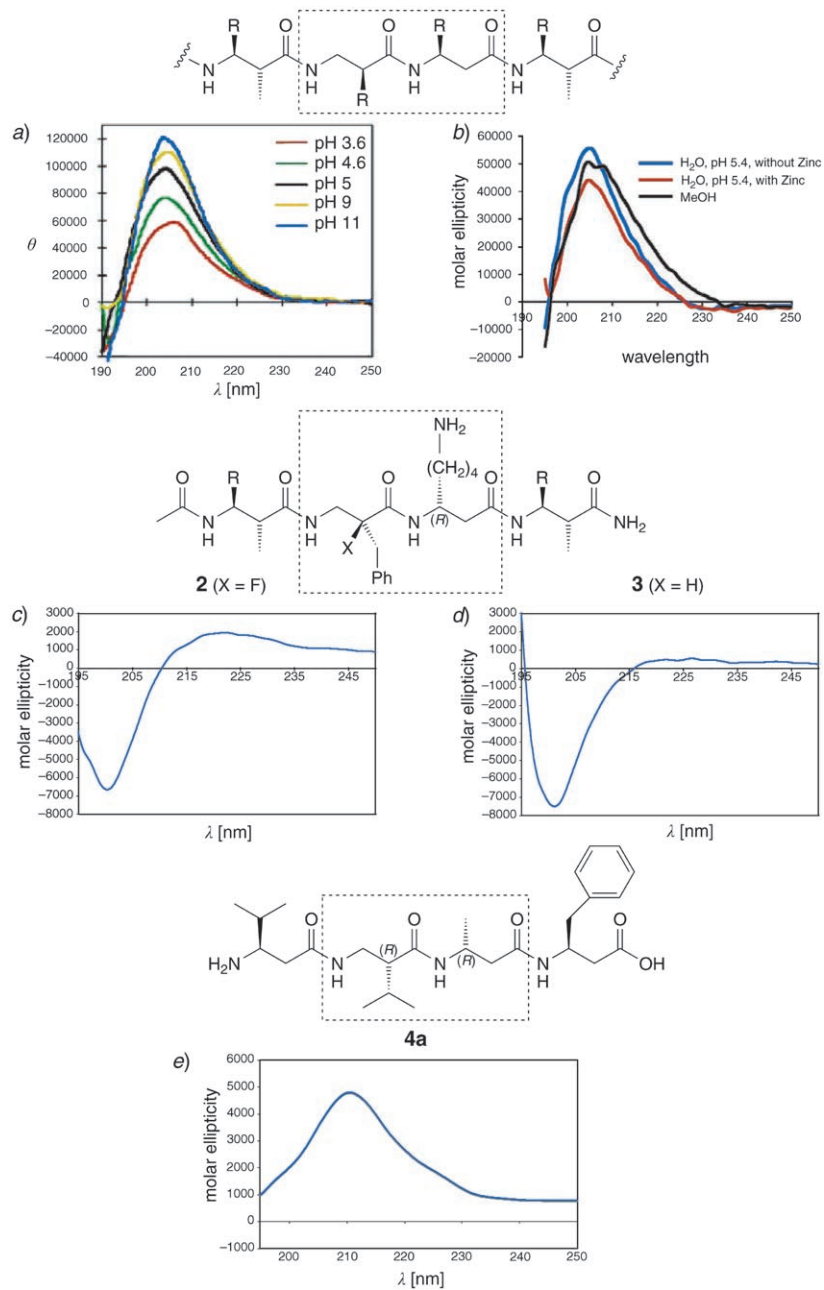 R O O R O R O
N H N H R N H N H
a) b)
120000
100000
80000
60000
40000
20000
0
−20000
−40000
θ
190 200 210 220 230 240 250
λ [nm]
pH 3.6
pH 4.6
pH 5
pH 9
pH 11
60000
50000
40000
30000
20000
10000
0
−10000
−20000
molar ellipticity
190 200 210 220 230 240 250
wavelength
H₂O, pH 5.4, without Zinc
H₂O, pH 5.4, with Zinc
MeOH
NH₂
(CH₂)₄
O R O O O R O
N H N H X N H (R) N H NH₂
Ph
2 (X = F) 3 (X = H)
c) d)
3000
2000
1000
0
−1000
−2000
−3000
−4000
−5000
−6000
−7000
−8000
molar ellipticity
195 205 215 225 235 245
λ [nm]
3000
2000
1000
0
−1000
−2000
−3000
−4000
−5000
−6000
−7000
−8000
molar ellipticity
195 205 215 225 235 245
λ [nm]
O O O O
H₂N N H (R) N H (R) N H OH
4a
e)
6000
5000
4000
3000
2000
1000
0
−1000
molar ellipticity
200 210 220 230 240 250
λ [nm]